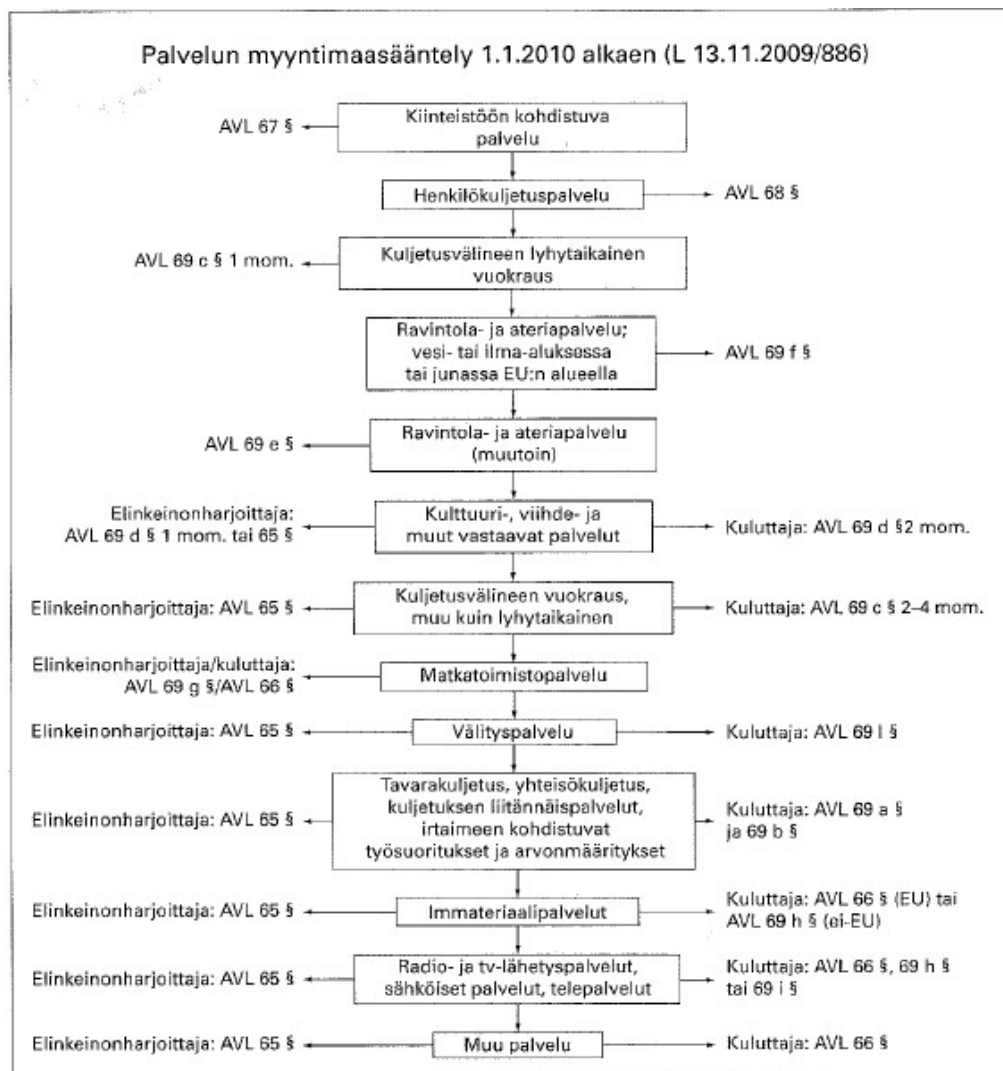 Palvelun myyntimaasääntely 1.1.2010 alkaen (L 13.11.2009/886)
AVL 67 §
Kiinteistöön kohdistuva
palvelu
Henkilökuljetuspalvelu
AVL 68 §
AVL 69 c § 1 mom.
Kuljetusvälineen lyhytaikainen
vuokraus
Ravintola- ja ateriapalvelu;
vesi- tai ilma-aluksessa
tai junassa EU:n alueella
AVL 69 f §
AVL 69 e §
Ravintola- ja ateriapalvelu
(muutoin)
Elinkeinonharjoittaja:
AVL 69 d § 1 mom. tai 65 §
Kulttuuri-, viihde- ja
muut vastaavat palvelut
Kuluttaja: AVL 69 d §2 mom.
Elinkeinonharjoittaja: AVL 65 §
Kuljetusvälineen vuokraus,
muu kuin lyhytaikainen
Kuluttaja: AVL 69 c § 2–4 mom.
Elinkeinonharjoittaja/kuluttaja:
AVL 69 g §/AVL 66 §
Matkatoimistopalvelu
Elinkeinonharjoittaja: AVL 65 §
Välityspalvelu
Kuluttaja: AVL 69 l §
Elinkeinonharjoittaja: AVL 65 §
Tavarakuljetus, yhteisökuljetus,
kuljetuksen liitännäispalvelut,
irtaimeen kohdistuvat
työsuoritukset ja arvonmääritykset
Kuluttaja: AVL 69 a §
ja 69 b §
Elinkeinonharjoittaja: AVL 65 §
Immateriaalipalvelut
Kuluttaja: AVL 66 § (EU) tai
AVL 69 h § (ei-EU)
Elinkeinonharjoittaja: AVL 65 §
Radio- ja tv-lähetyspalvelut,
sähköiset palvelut, telepalvelut
Kuluttaja: AVL 66 §, 69 h §
tai 69 i §
Elinkeinonharjoittaja: AVL 65 §
Muu palvelu
Kuluttaja: AVL 66 §